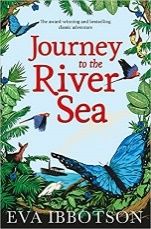 The award-winning and bestselling
classic adventure
Journey
to the
River
Sea
EVA IBBOTSON